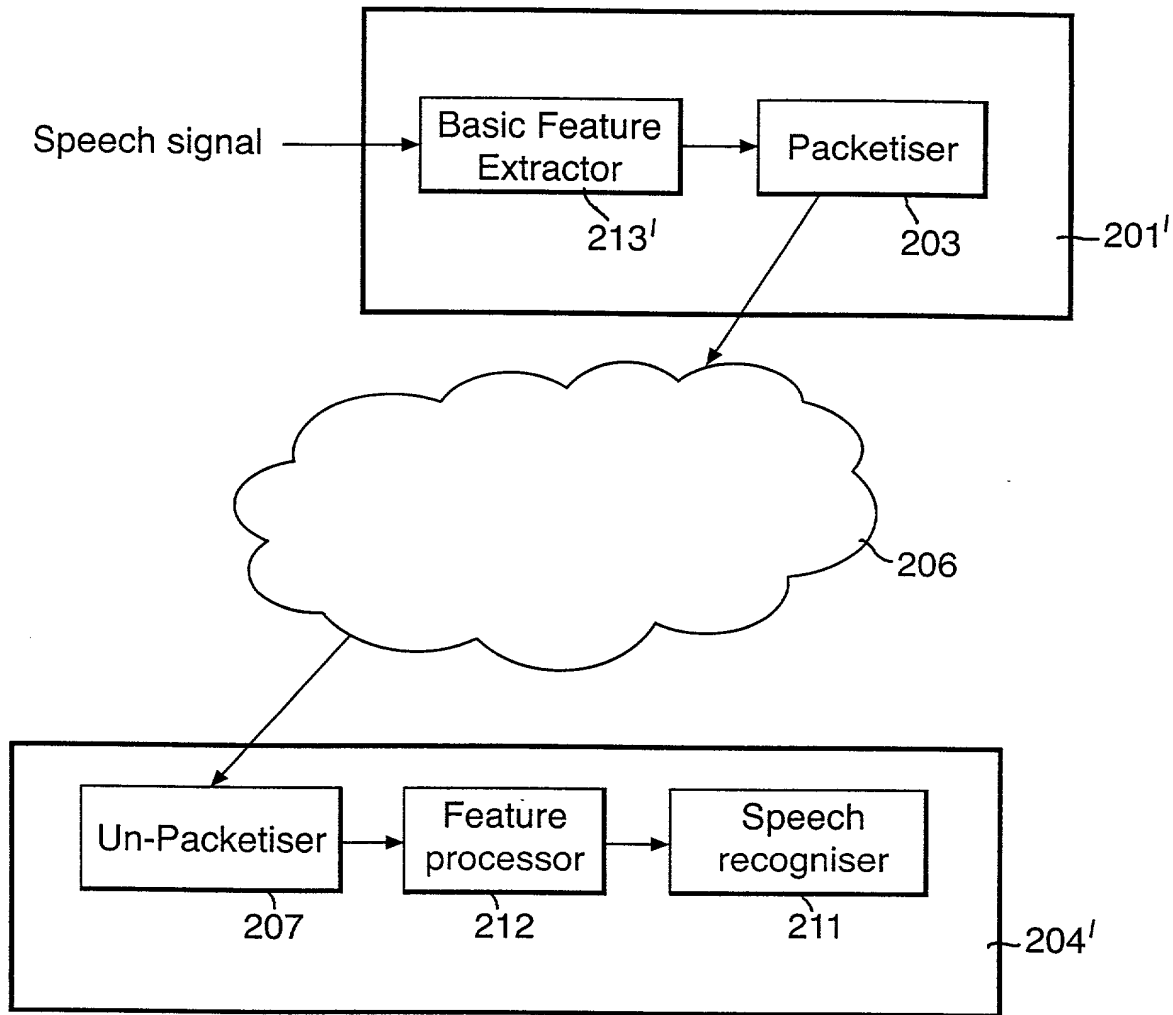 Speech signal
Basic Feature
Extractor
Packetiser
213'
203
201'
206
Un-Packetiser
Feature
processor
Speech
recogniser
207
212
211
204'